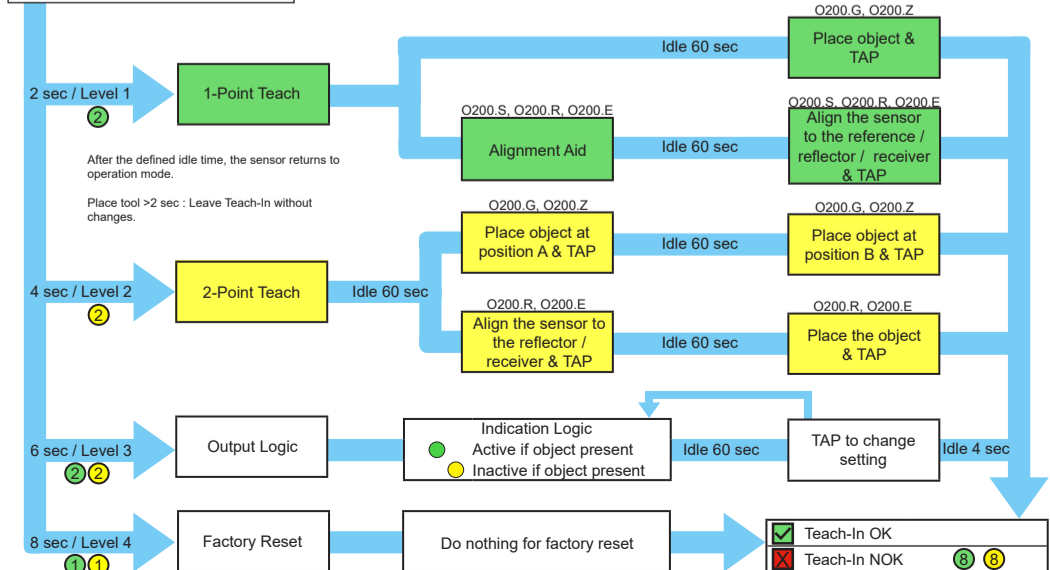 O200.G, O200.Z
Idle 60 sec
Place object &
TAP
2 sec / Level 1
2
1-Point Teach
O200.S, O200.R, O200.E
Alignment Aid
Idle 60 sec
O200.S, O200.R, O200.E
Align the sensor
to the reference /
reflector / receiver
& TAP
After the defined idle time, the sensor returns to
operation mode.
Place tool >2 sec : Leave Teach-In without
changes.
O200.G, O200.Z
Place object at
position A & TAP
Idle 60 sec
O200.G, O200.Z
Place object at
position B & TAP
4 sec / Level 2
2
2-Point Teach
Idle 60 sec
O200.R, O200.E
Align the sensor to
the reflector /
receiver & TAP
Idle 60 sec
O200.R, O200.E
Place the object
& TAP
6 sec / Level 3
2 2
Output Logic
Indication Logic
Active if object present
Inactive if object present
Idle 60 sec
TAP to change
setting
Idle 4 sec
8 sec / Level 4
1 1
Factory Reset
Do nothing for factory reset
Teach-In OK
X Teach-In NOK 8 8